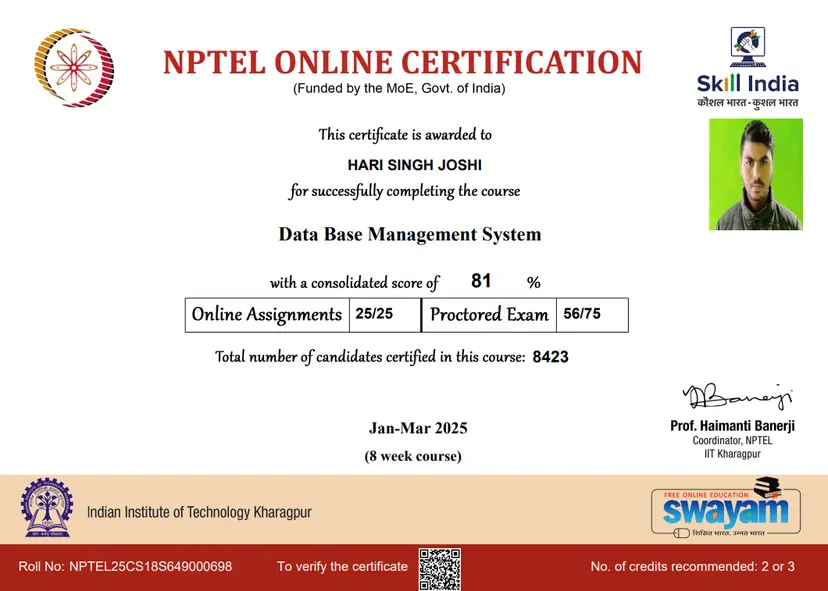 NPTEL ONLINE CERTIFICATION
(Funded by the MoE, Govt. of India)
Skill India
कौशल भारत - कुशल भारत
This certificate is awarded to
HARI SINGH JOSHI
for successfully completing the course
Data Base Management System
with a consolidated score of 81 %
Online Assignments 25/25 Proctored Exam 56/75
Total number of candidates certified in this course: 8423
Jan-Mar 2025
(8 week course)
Prof. Haimanti Banerji
Coordinator, NPTEL
IIT Kharagpur
Indian Institute of Technology Kharagpur
FREE ONLINE EDUCATION
swayam
शिक्षित भारत, उन्नत भारत
Roll No: NPTEL25CS18S649000698 To verify the certificate No. of credits recommended: 2 or 3